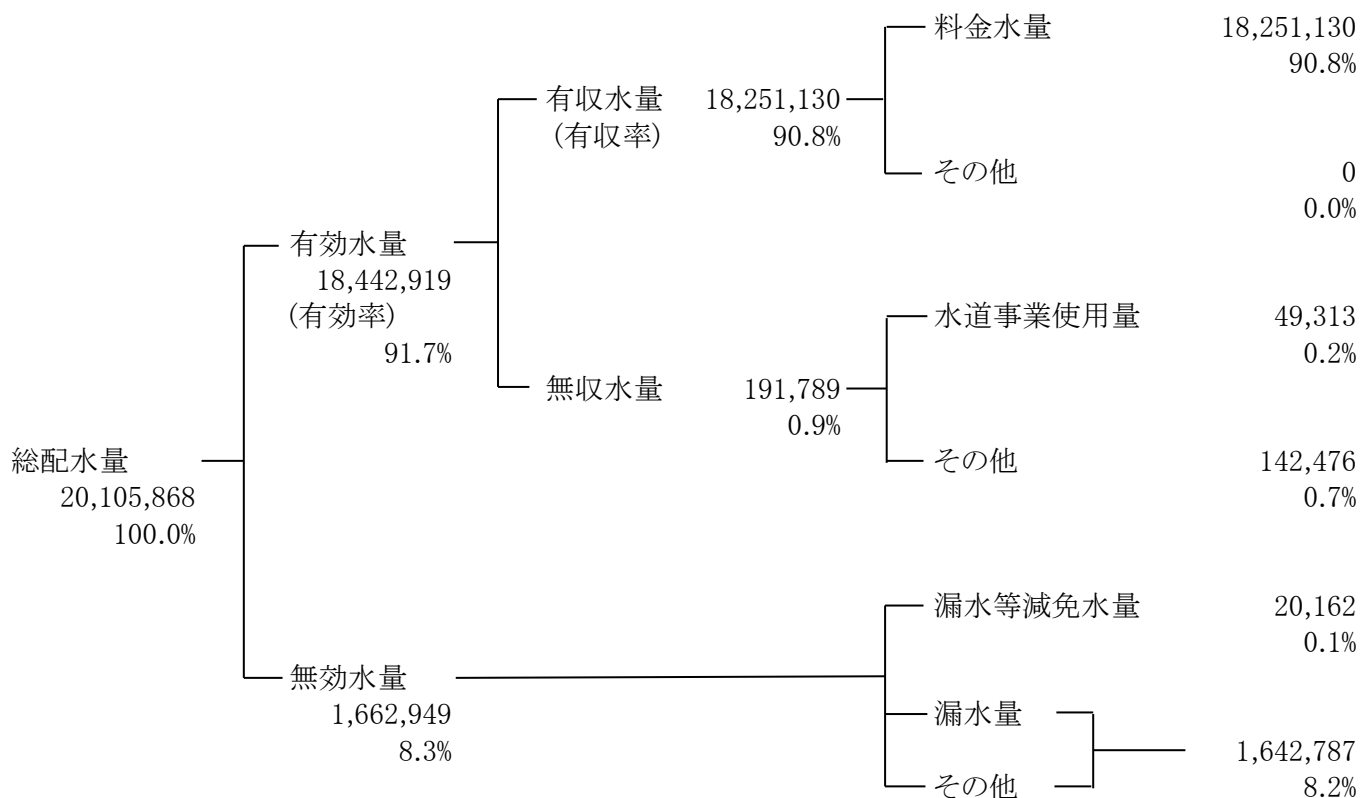 料金水量 18,251,130
90.8%
有収水量 18,251,130
(有収率) 90.8%
その他 0
0.0%
有効水量
18,442,919
(有効率)
91.7%
水道事業使用量 49,313
0.2%
無収水量 191,789
0.9%
その他 142,476
0.7%
総配水量
20,105,868
100.0%
漏水等減免水量 20,162
0.1%
無効水量
1,662,949
8.3%
漏水量
1,642,787
その他 8.2%